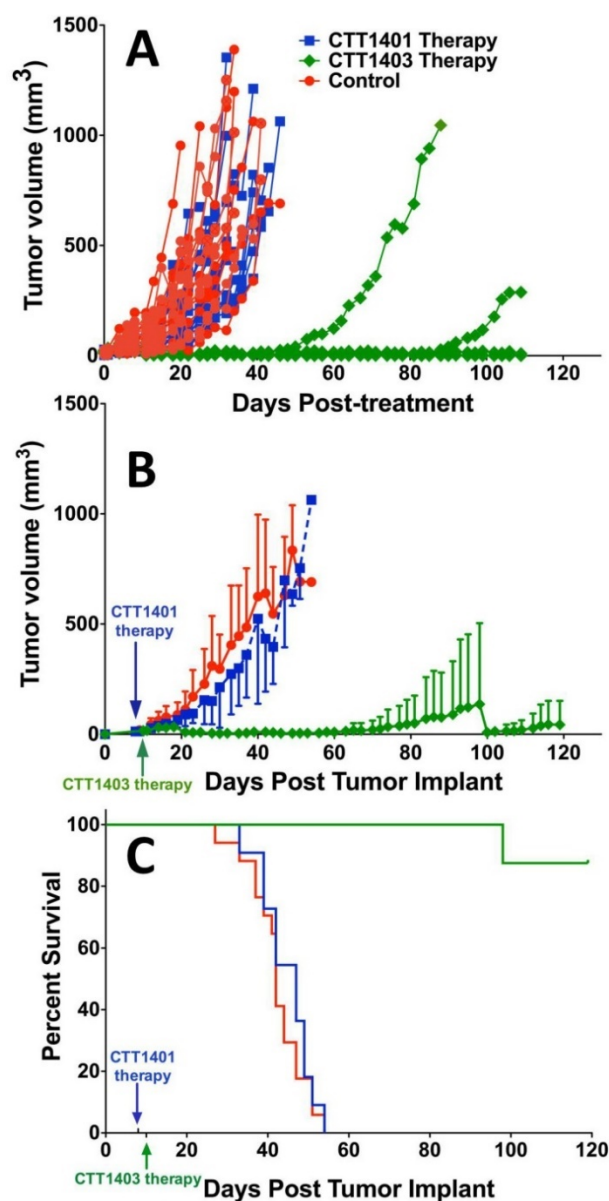 A
CTT1401 Therapy
CTT1403 Therapy
Control
Tumor volume (mm³)
1500
1000
500
0
0 20 40 60 80 100 120
Days Post-treatment
B
Tumor volume (mm³)
1500
1000
500
0
CTT1401
therapy
0 20 40 60 80 100 120
CTT1403 therapy
Days Post Tumor Implant
C
Percent Survival
100
80
60
40
20
0
CTT1401
therapy
0 20 40 60 80 100 120
CTT1403 therapy
Days Post Tumor Implant